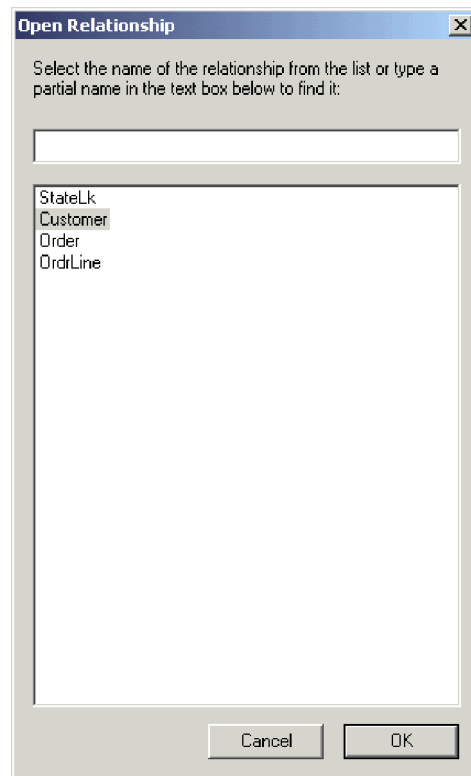 Open Relationship
Select the name of the relationship from the list or type a
partial name in the text box below to find it:
StateLk
Customer
Order
OrdrLine
Cancel
OK